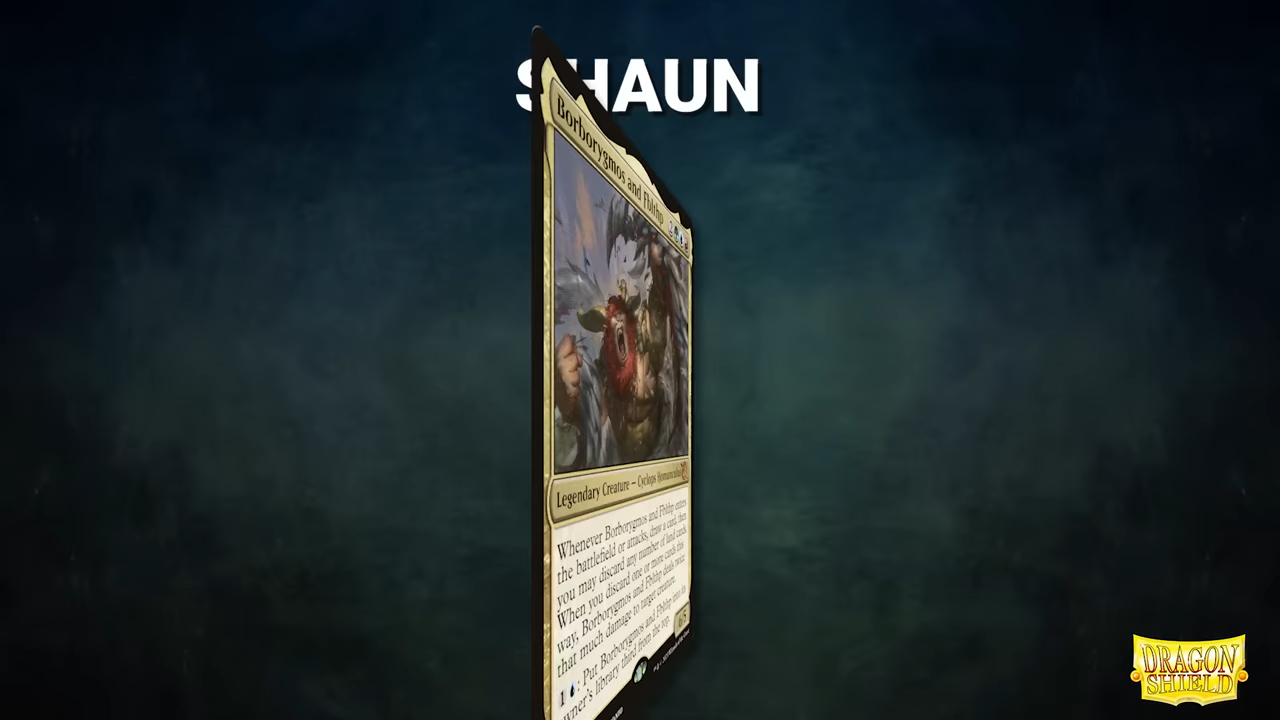 SHAUN
Borborygmos and Fblthp
Legendary Creature — Cyclops Homunculus
Whenever Borborygmos and Fblthp enters
the battlefield or attacks, draw a card, then
you may discard any number of land cards.
When you discard one or more cards this
way, Borborygmos and Fblthp deals twice
that much damage to target creature.
1 : Put Borborygmos and Fblthp into its
owner's library third from the top.
DRAGON
SHIELD